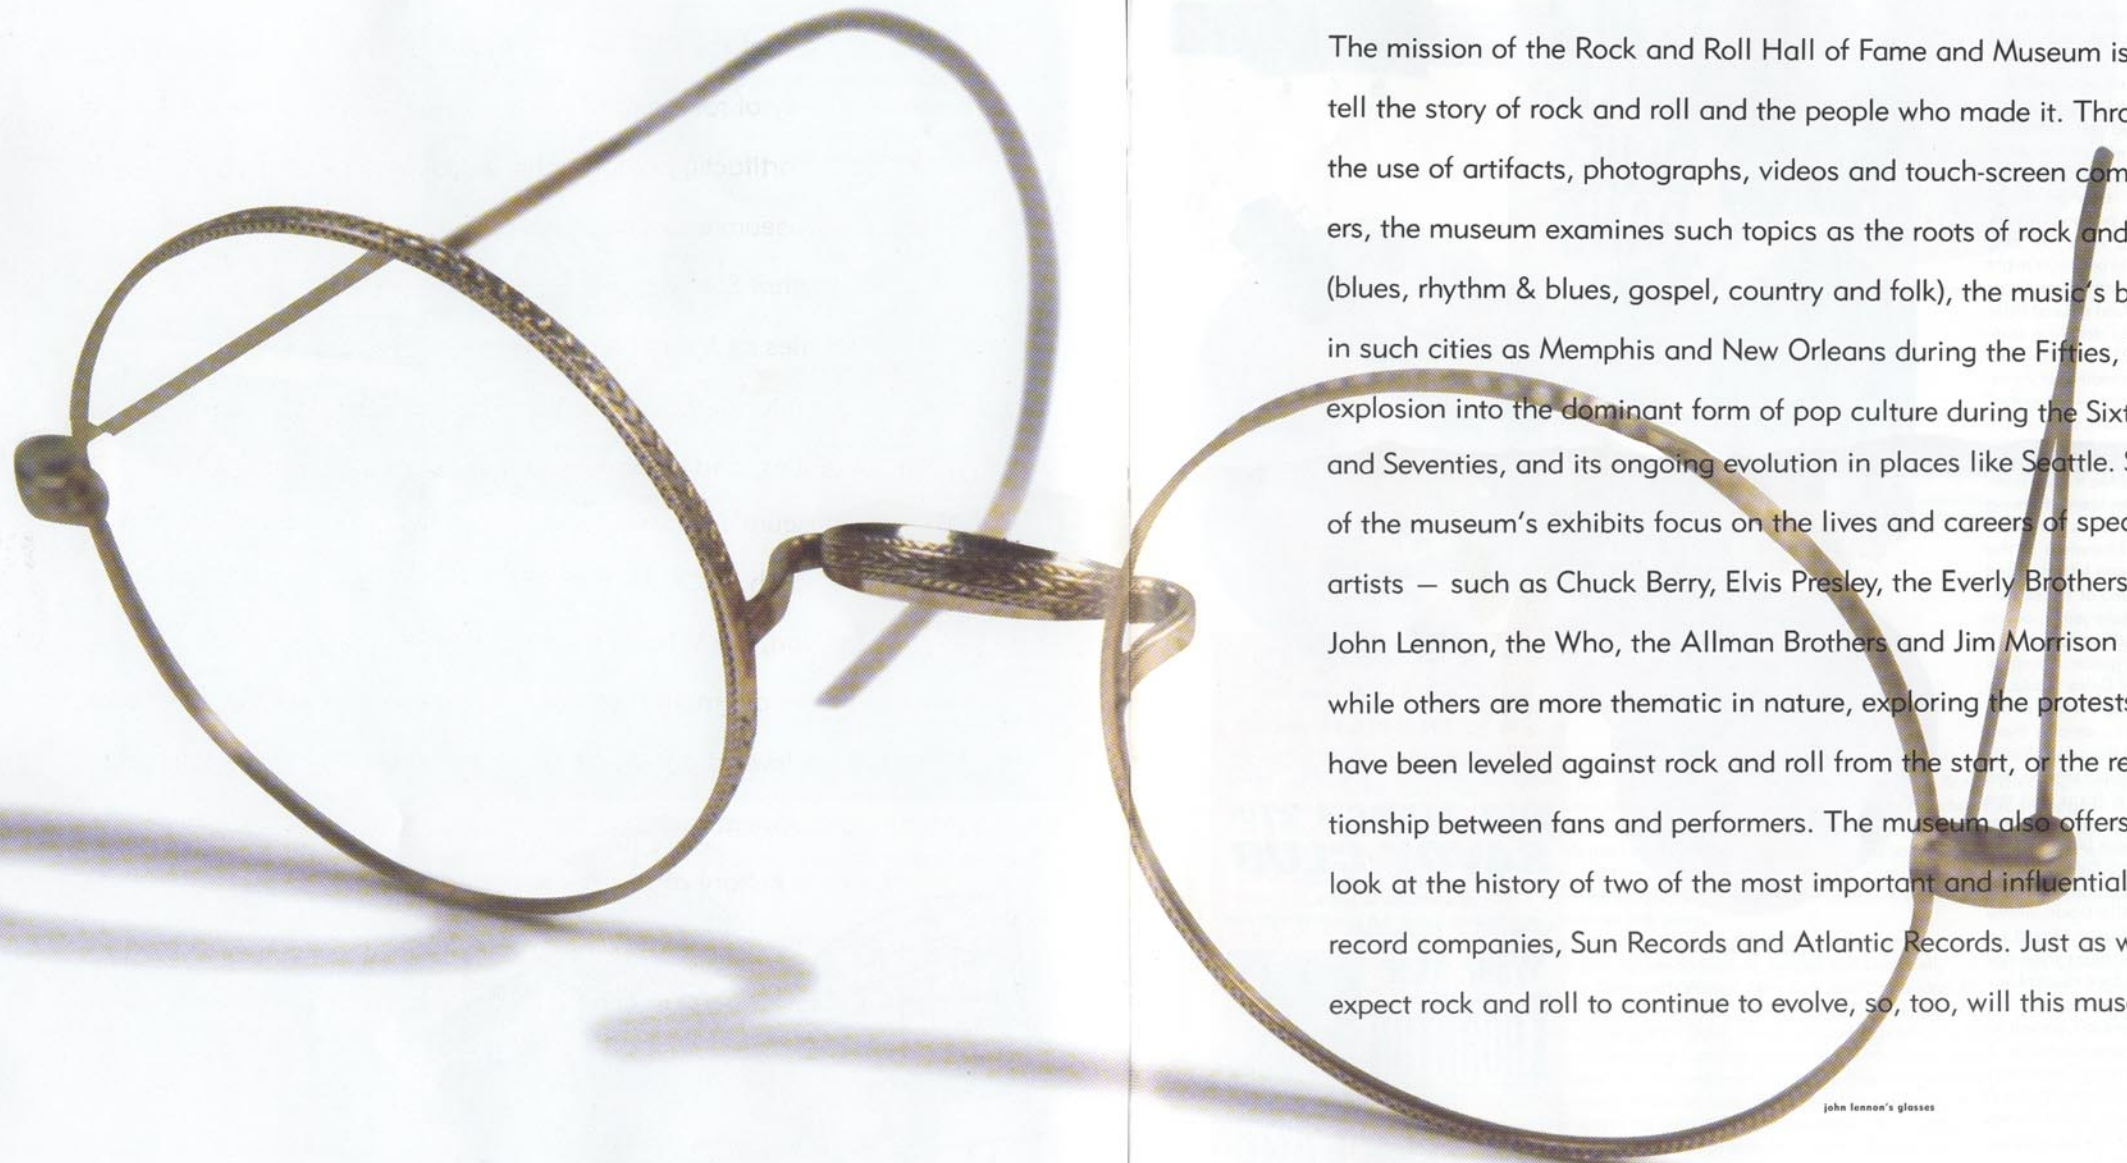 The mission of the Rock and Roll Hall of Fame and Museum is
tell the story of rock and roll and the people who made it. Thro
the use of artifacts, photographs, videos and touch-screen com
ers, the museum examines such topics as the roots of rock and
(blues, rhythm & blues, gospel, country and folk), the music's b
in such cities as Memphis and New Orleans during the Fifties,
explosion into the dominant form of pop culture during the Sixt
and Seventies, and its ongoing evolution in places like Seattle. S
of the museum's exhibits focus on the lives and careers of spec
artists — such as Chuck Berry, Elvis Presley, the Everly Brothers
John Lennon, the Who, the Allman Brothers and Jim Morrison
while others are more thematic in nature, exploring the protests
have been leveled against rock and roll from the start, or the re
tionship between fans and performers. The museum also offers
look at the history of two of the most important and influential
record companies, Sun Records and Atlantic Records. Just as w
expect rock and roll to continue to evolve, so, too, will this mus
john lennon's glasses